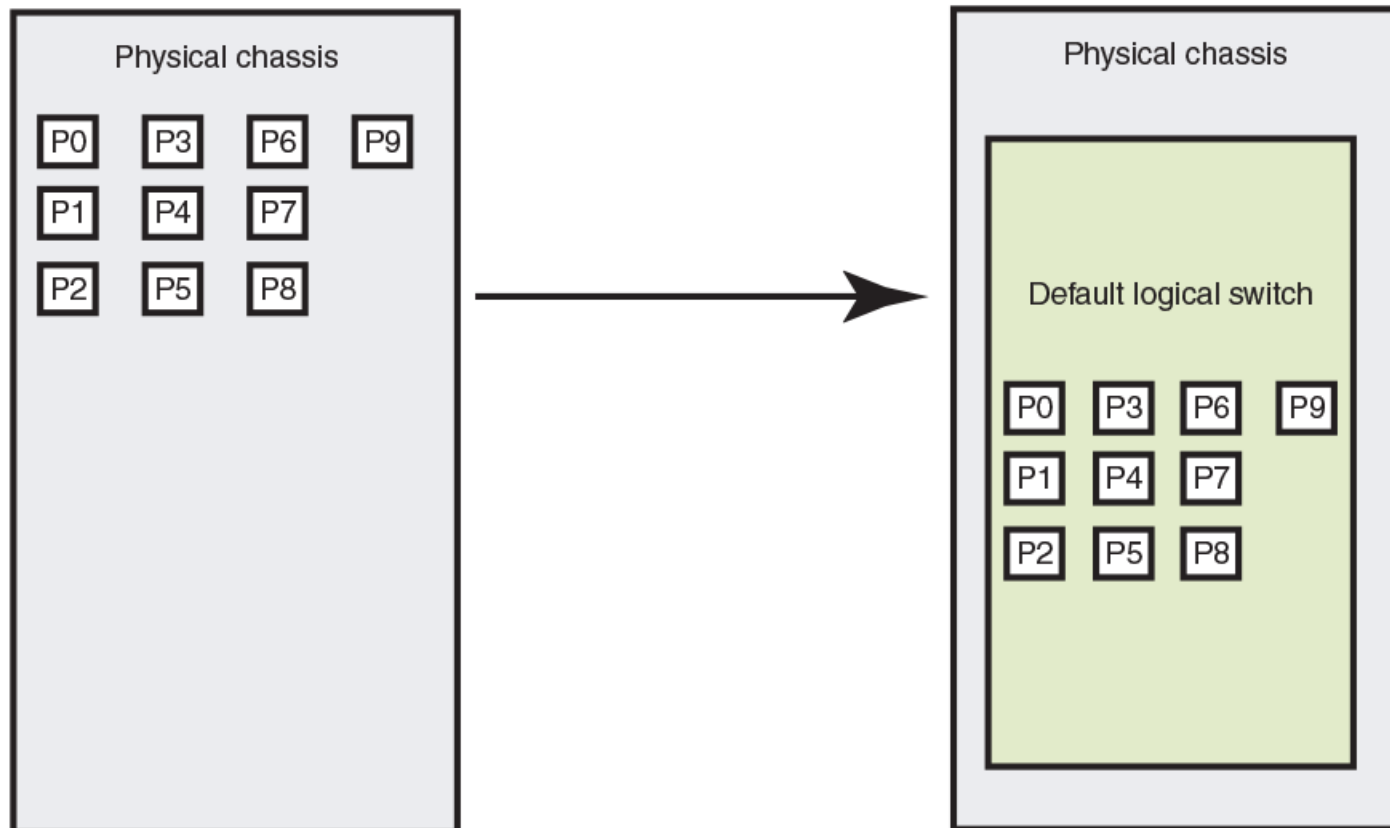 Physical chassis
P0 P3 P6 P9
P1 P4 P7
P2 P5 P8
Physical chassis
Default logical switch
P0 P3 P6 P9
P1 P4 P7
P2 P5 P8